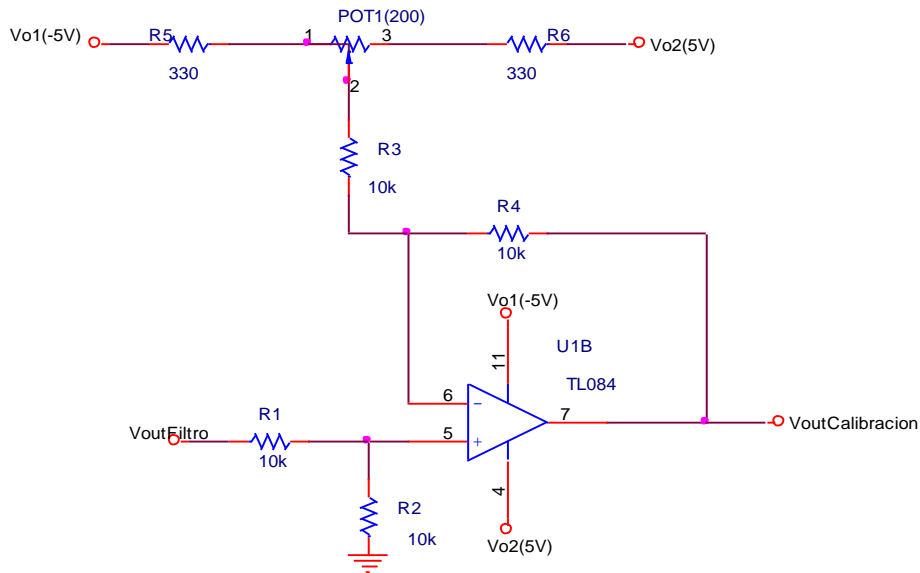 POT1(200)
Vo1(-5V)
R5
1
3
R6
Vo2(5V)
330
330
2
R3
10k
R4
10k
Vo1(-5V)
11
U1B
TL084
6
-
7
VoutCalibracion
R1
VoutFiltro
5
+
10k
4
R2
10k
Vo2(5V)